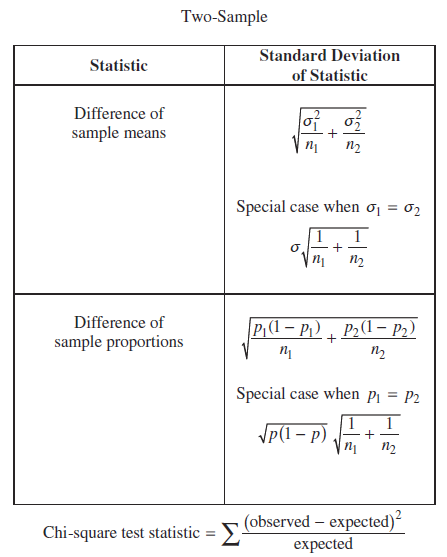 Two-Sample
Statistic
Standard Deviation
of Statistic
Difference of
sample means
√(σ₁²/n₁ + σ₂²/n₂)
Special case when σ₁ = σ₂
σ√(1/n₁ + 1/n₂)
Difference of
sample proportions
√(p₁(1 – p₁)/n₁ + p₂(1 – p₂)/n₂)
Special case when p₁ = p₂
√(p(1 – p)) √(1/n₁ + 1/n₂)
Chi-square test statistic = ∑ (observed – expected)²/expected